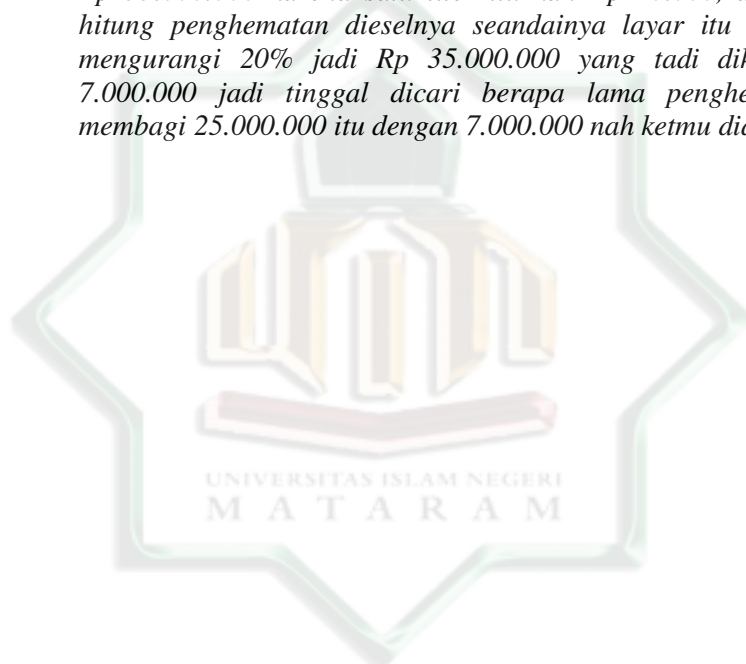 hitung penghematan dieselnya seandainya layar itu
mengurangi 20% jadi Rp 35.000.000 yang tadi dik
7.000.000 jadi tinggal dicari berapa lama penghe
membagi 25.000.000 itu dengan 7.000.000 nah ketmu dia
UNIVERSITAS ISLAM NEGERI
MATARAM